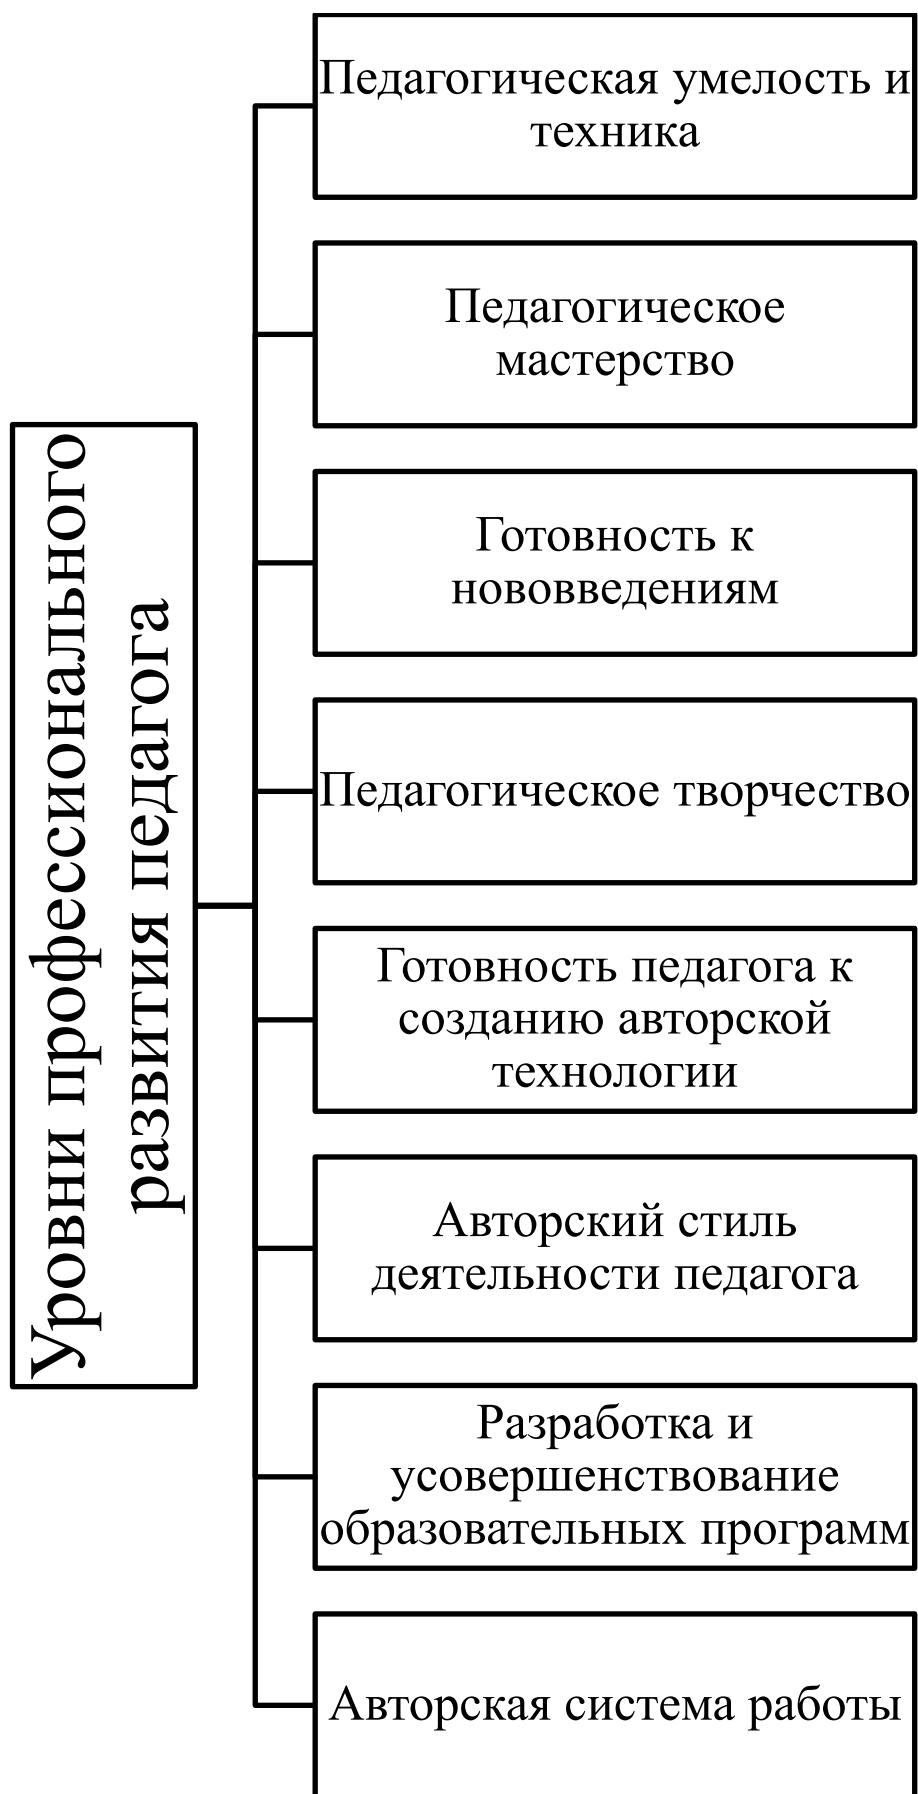 Уровни профессионального
развития педагога
Педагогическая умелость и
техника
Педагогическое
мастерство
Готовность к
нововведениям
Педагогическое творчество
Готовность педагога к
созданию авторской
технологии
Авторский стиль
деятельности педагога
Разработка и
усовершенствование
образовательных программ
Авторская система работы